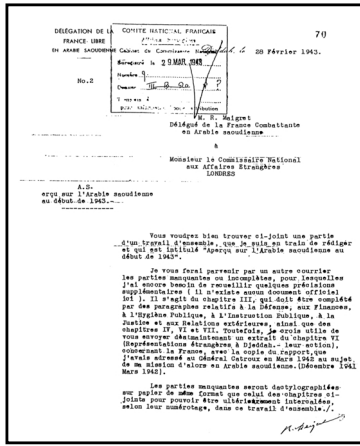 DÉLÉGATION DE LA
FRANCE LIBRE
EN ARABIE SAOUDIENNE
No.2
COMITÉ NATIONAL FRANÇAIS
Cabinet du Commissaire
le 29 MAR 1943
Numéro 9
Dossier
70
le 28 Février 1943.
M. R. Maigret
Délégué de la France Combattante
en Arabie saoudienne
à
Monsieur le Commissaire National
aux Affaires Etrangères
LONDRES
A.S.
erçu sur l'Arabie saoudienne
au début de 1943.
Vous voudrez bien trouver ci-joint une partie
d'un travail d'ensemble, que je suis en train de rédiger
et qui est intitulé "Aperçu sur l'Arabie saoudienne au
début de 1943".
Je vous ferai parvenir par un autre courrier
les parties manquantes ou incomplètes, pour lesquelles
j'ai encore besoin de recueillir quelques précisions
supplémentaires ( il n'existe aucun document officiel
ici ). Il s'agit du chapitre III, qui doit être complété
par des paragraphes relatifs à la Défense, aux Finances,
à l'Hygiène Publique, à l'Instruction Publique, à la
Justice et aux Relations extérieures, ainsi que des
chapitres IV, VI et VII. Toutefois, je crois utile de
vous envoyer dès maintenant un extrait du chapitre VI
(Représentations étrangères à Djeddah.- leur action),
concernant la France, avec la copie du rapport, que
j'avais adressé au Général Catroux en Mars 1942 au sujet
de ma mission d'alors en Arabie saoudienne.(Décembre 1941
Mars 1942).
Les parties manquantes seront dactylographiées
sur papier de même format que celui des chapitres ci-
joints pour pouvoir être ultérieurement intercalées,
selon leur numérotage, dans ce travail d'ensemble./.